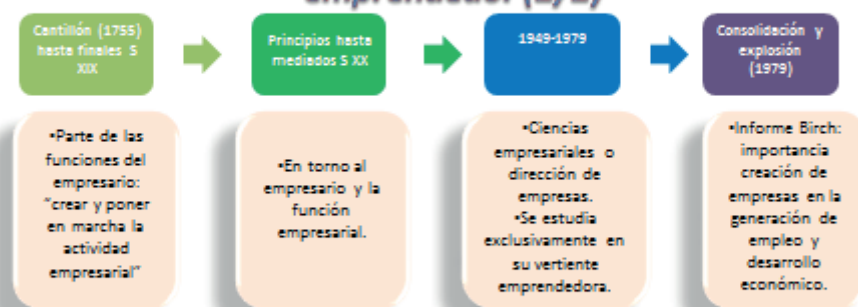 emprendedor (2/2)
Cantillón (1755)
hasta finales S
XIX
Principios hasta
mediados S XX
1949-1979
Consolidación y
explosión
(1979)
•Parte de las
funciones del
empresario:
"crear y poner
en marcha la
actividad
empresarial"
•En torno al
empresario y la
función
empresarial.
•Ciencias
empresariales o
dirección de
empresas.
•Se estudia
exclusivamente en
su vertiente
emprendedora.
•Informe Birch:
importancia
creación de
empresas en la
generación de
empleo y
desarrollo
económico.